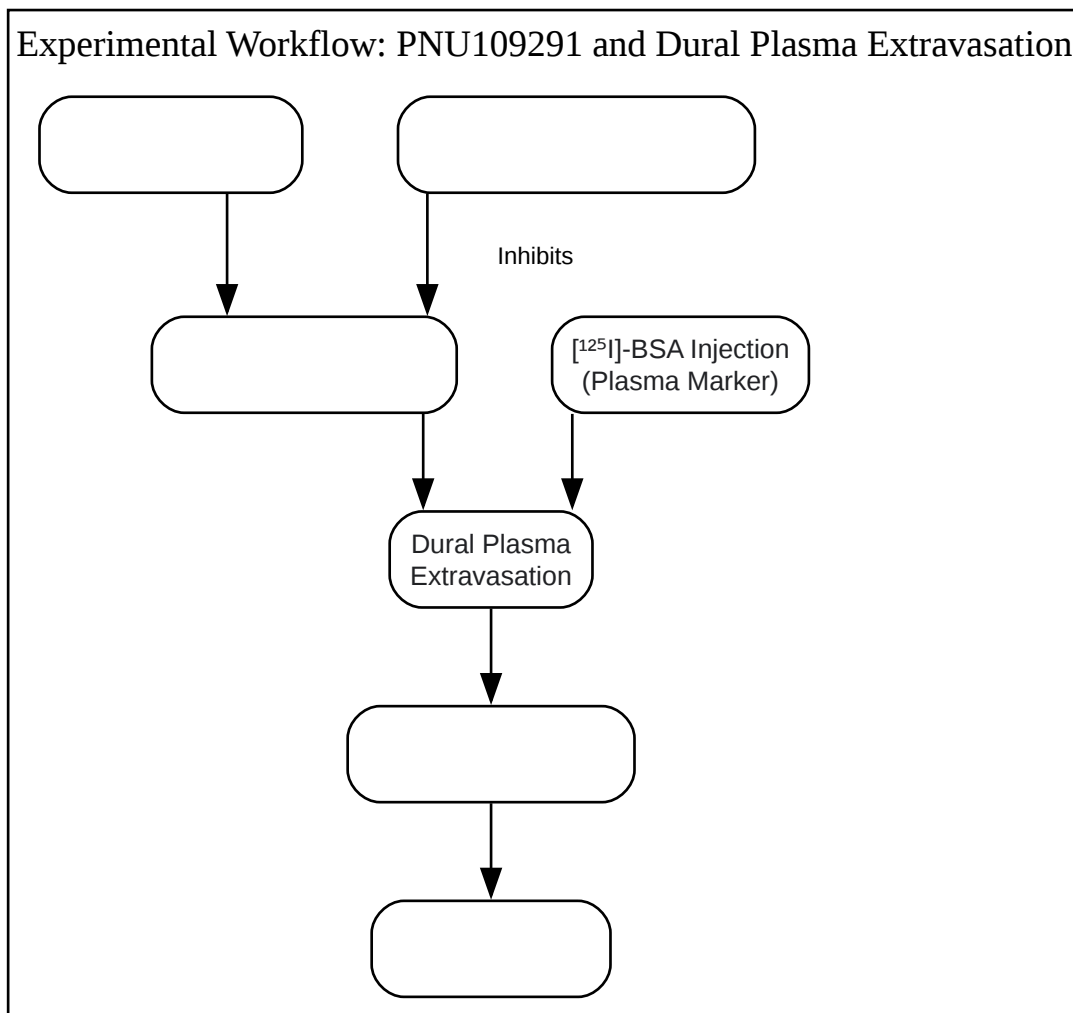 Experimental Workflow: PNU109291 and Dural Plasma Extravasation
Inhibits
[¹²⁵I]-BSA Injection
(Plasma Marker)
Dural Plasma
Extravasation